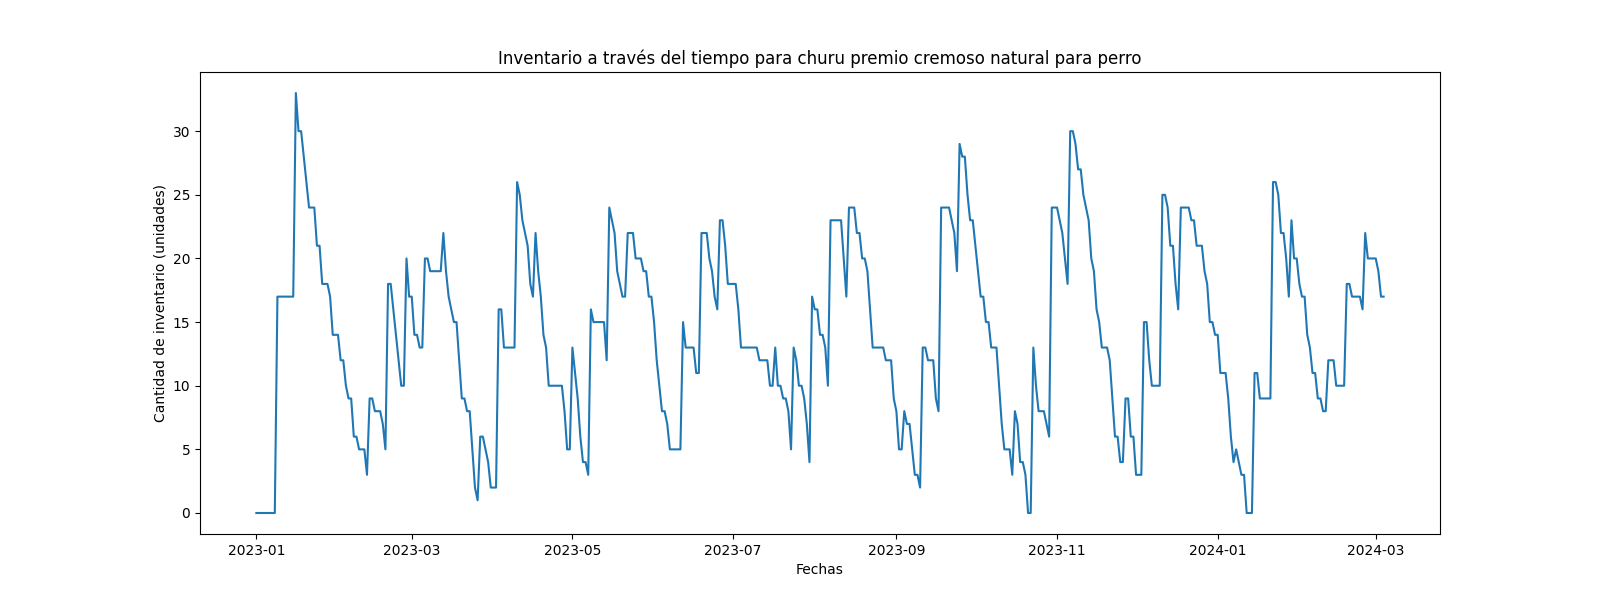 Inventario a través del tiempo para churu premio cremoso natural para perro
Cantidad de inventario (unidades)
30
25
20
15
10
5
0
2023-01 2023-03 2023-05 2023-07 2023-09 2023-11 2024-01 2024-03
Fechas